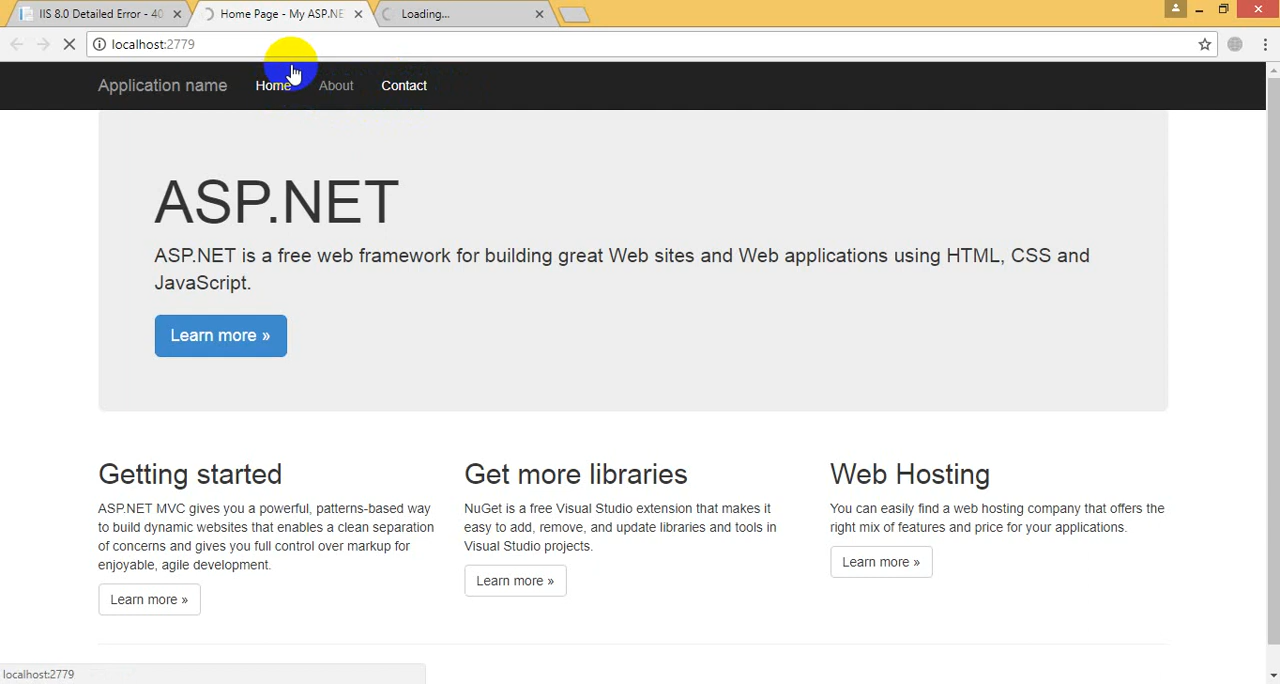 IIS 8.0 Detailed Error - 40
Home Page - My ASP.NE
Loading...
localhost:2779
Application name
Home
About
Contact
ASP.NET
ASP.NET is a free web framework for building great Web sites and Web applications using HTML, CSS and
JavaScript.
Learn more »
Getting started
ASP.NET MVC gives you a powerful, patterns-based way
to build dynamic websites that enables a clean separation
of concerns and gives you full control over markup for
enjoyable, agile development.
Learn more »
Get more libraries
NuGet is a free Visual Studio extension that makes it
easy to add, remove, and update libraries and tools in
Visual Studio projects.
Learn more »
Web Hosting
You can easily find a web hosting company that offers the
right mix of features and price for your applications.
Learn more »
localhost:2779